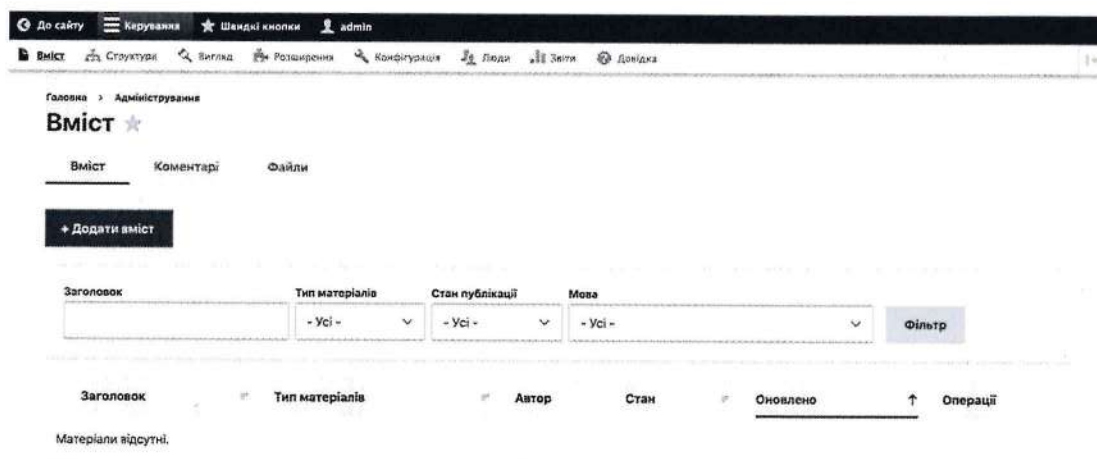 До сайту Керування Швидкі кнопки admin
Вміст Структура Вигляд Розширення Конфігурація Люди Звіти Довідка
Головна > Адміністрування
Вміст
Вміст Коментарі Файли
+ Додати вміст
Заголовок Тип матеріалів Стан публікації Мова
- Усі - - Усі - - Усі - Фільтр
Заголовок Тип матеріалів Автор Стан Оновлено ↑ Операції
Матеріали відсутні.